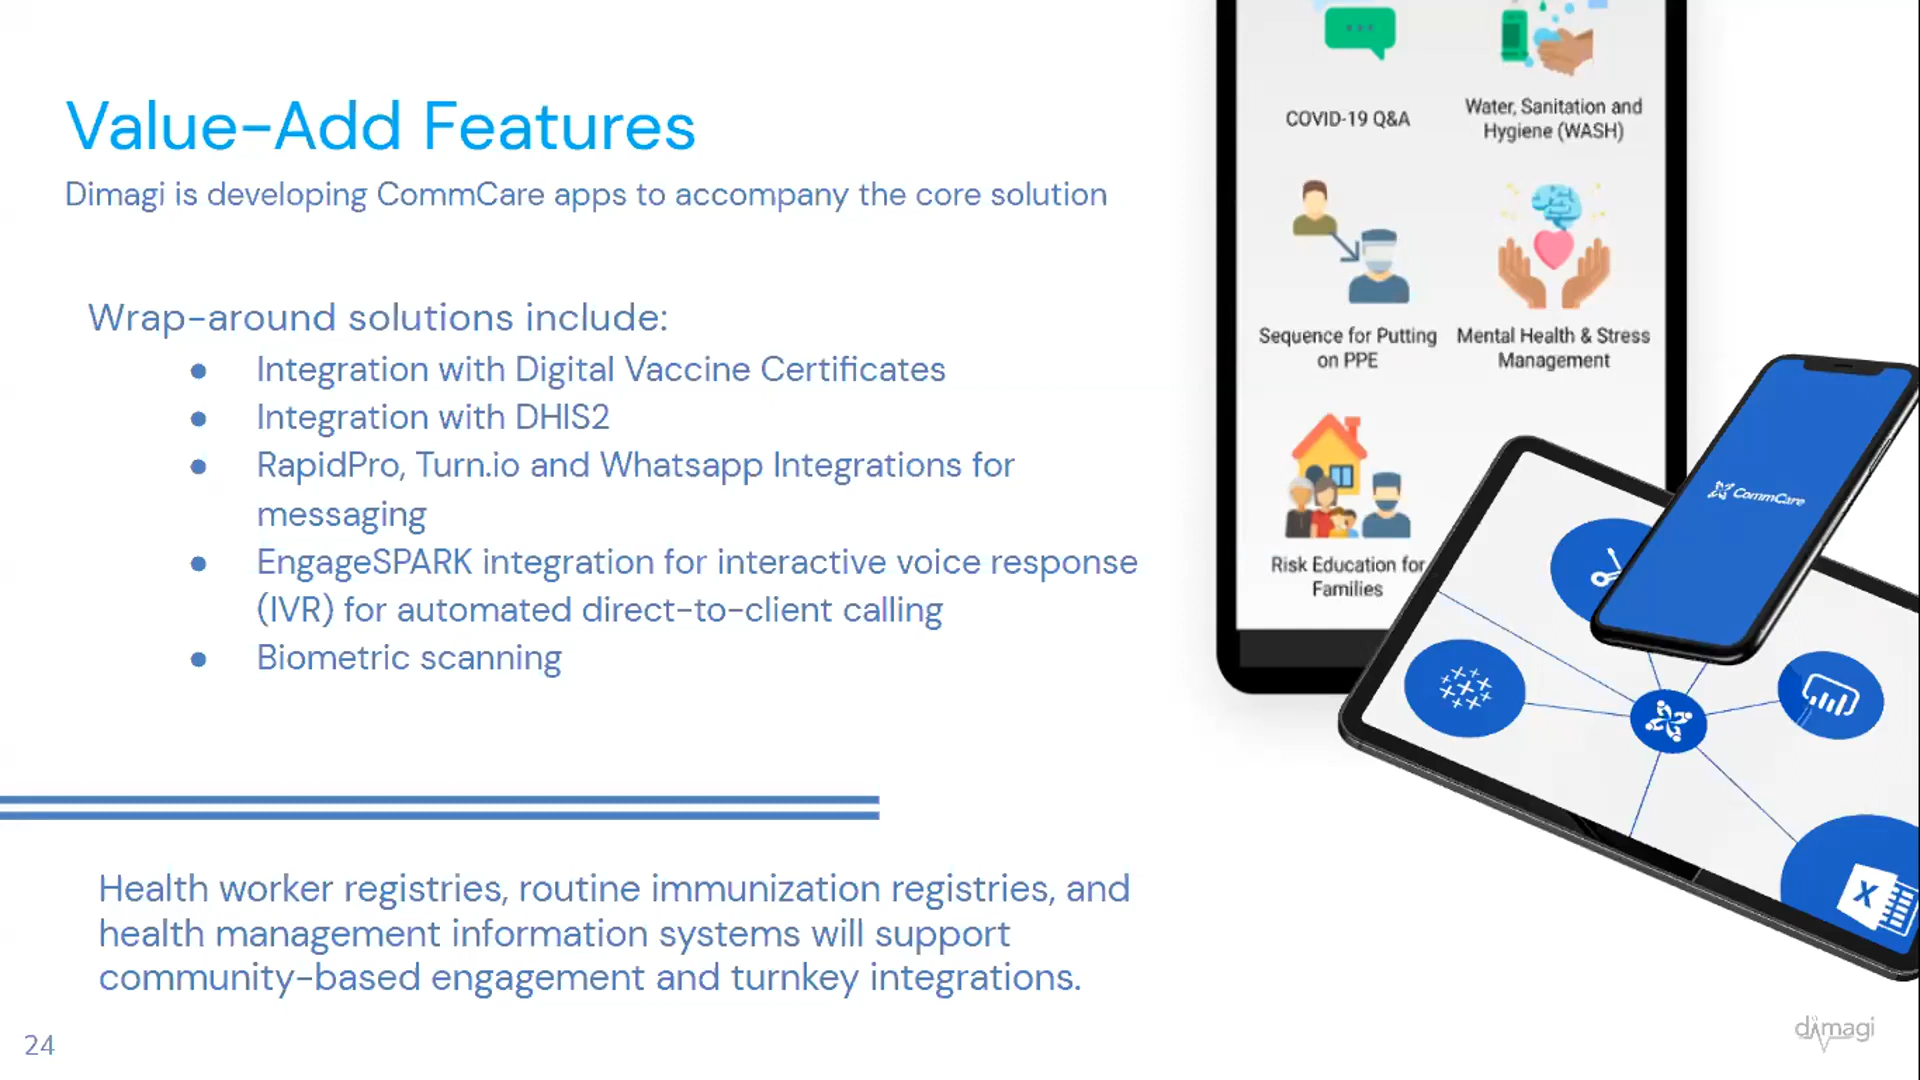 Value-Add Features
Dimagi is developing CommCare apps to accompany the core solution
Wrap-around solutions include:
● Integration with Digital Vaccine Certificates
● Integration with DHIS2
● RapidPro, Turn.io and Whatsapp Integrations for
messaging
● EngageSPARK integration for interactive voice response
(IVR) for automated direct-to-client calling
● Biometric scanning
Health worker registries, routine immunization registries, and
health management information systems will support
community-based engagement and turnkey integrations.
24
COVID-19 Q&A
Water, Sanitation and
Hygiene (WASH)
Sequence for Putting
on PPE
Mental Health & Stress
Management
Risk Education for
Families
CommCare
X
dimagi